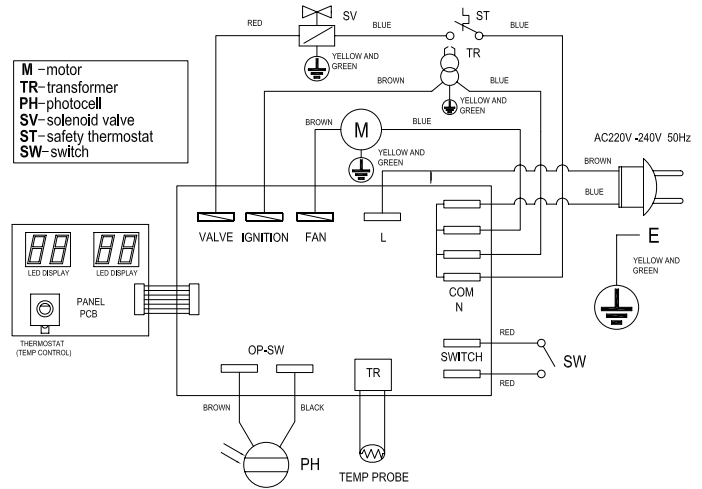 RED
SV
BLUE
ST
YELLOW AND
GREEN
TR
BROWN
BLUE
M-motor
TR-transformer
PH-photocell
SV-solenoid valve
ST-safety thermostat
SW-switch
YELLOW AND
GREEN
BROWN
M
BLUE
YELLOW AND
GREEN
AC220V -240V 50Hz
BROWN
BLUE
VALVE
IGNITION
FAN
L
E
YELLOW AND
GREEN
88
88
LED DISPLAY
LED DISPLAY
PANEL
PCB
THERMOSTAT
(TEMP CONTROL)
COM
N
OP-SW
TR
SWITCH
RED
SW
RED
BROWN
BLACK
PH
TEMP PROBE